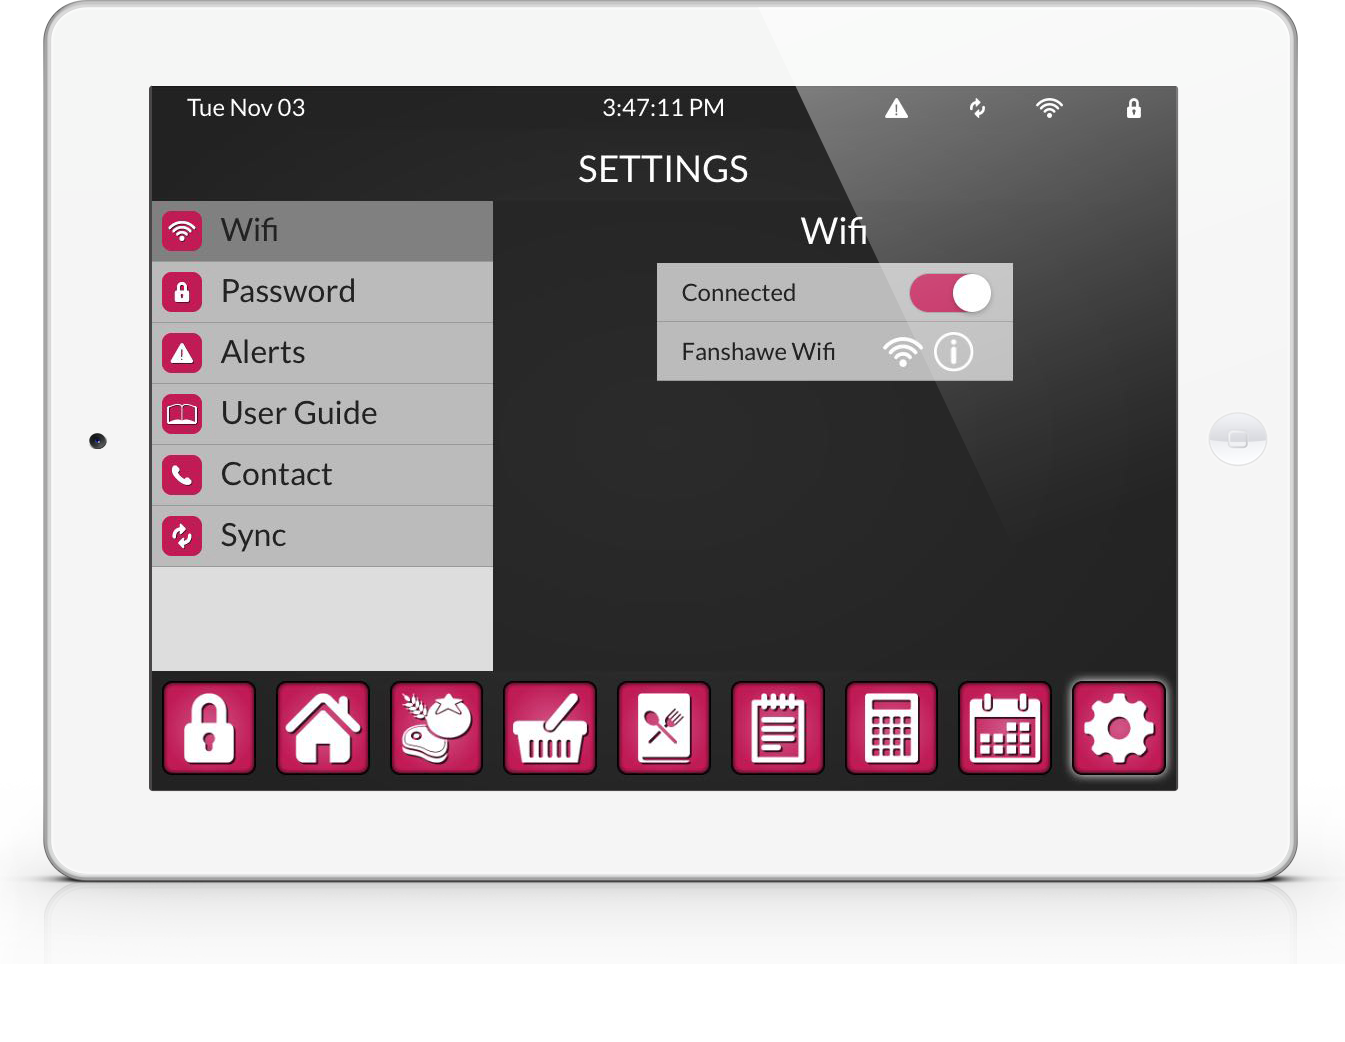 Tue Nov 03 3:47:11 PM
SETTINGS
Wifi
Password
Alerts
User Guide
Contact
Sync
Wifi
Connected
Fanshawe Wifi